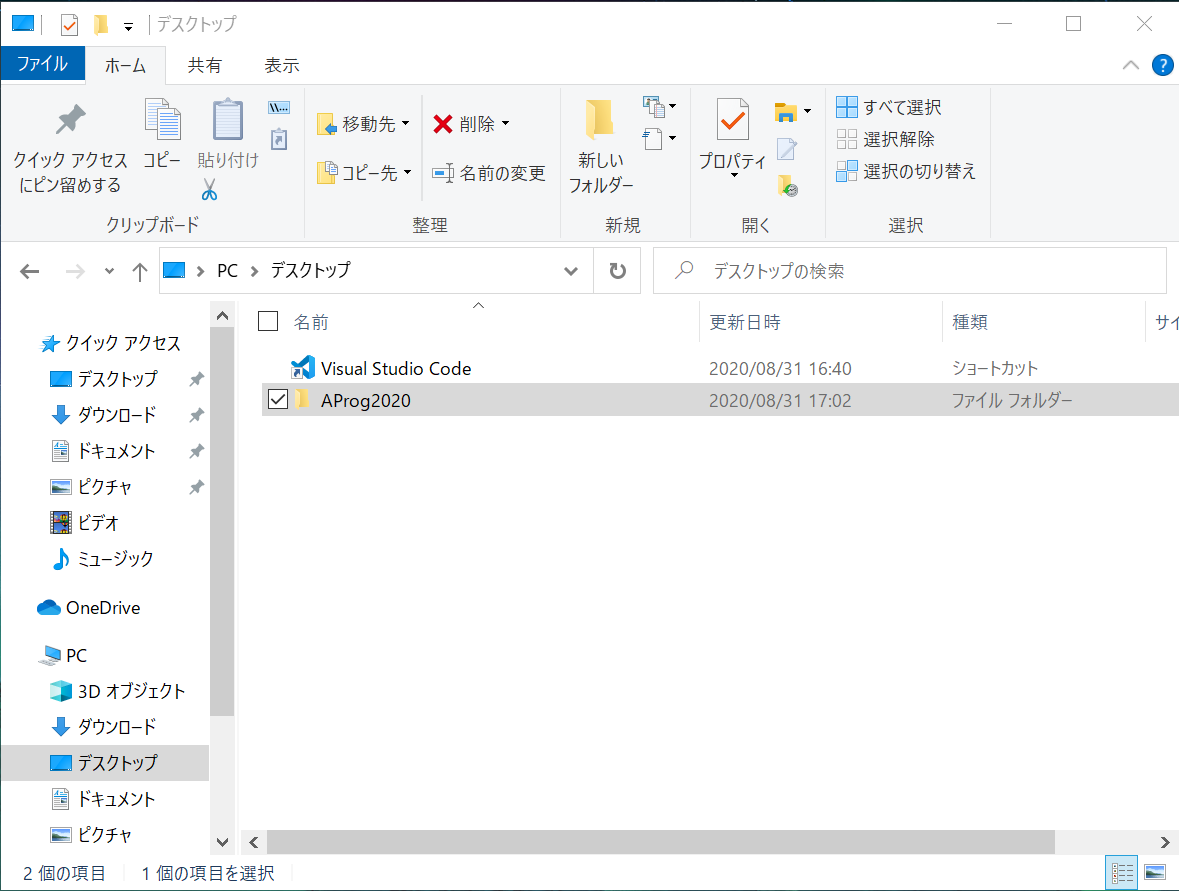 デスクトップ
ファイル ホーム 共有 表示
クイック アクセス
にピン留めする
コピー
貼り付け
クリップボード
移動先
コピー先
削除
名前の変更
整理
新しい
フォルダー
新規
プロパティ
開く
すべて選択
選択解除
選択の切り替え
選択
PC デスクトップ
デスクトップの検索
クイック アクセス
デスクトップ
ダウンロード
ドキュメント
ピクチャ
ビデオ
ミュージック
OneDrive
PC
3D オブジェクト
ダウンロード
デスクトップ
ドキュメント
ピクチャ
名前 更新日時 種類 サイ
Visual Studio Code 2020/08/31 16:40 ショートカット
AProg2020 2020/08/31 17:02 ファイル フォルダー
2 個の項目 1 個の項目を選択